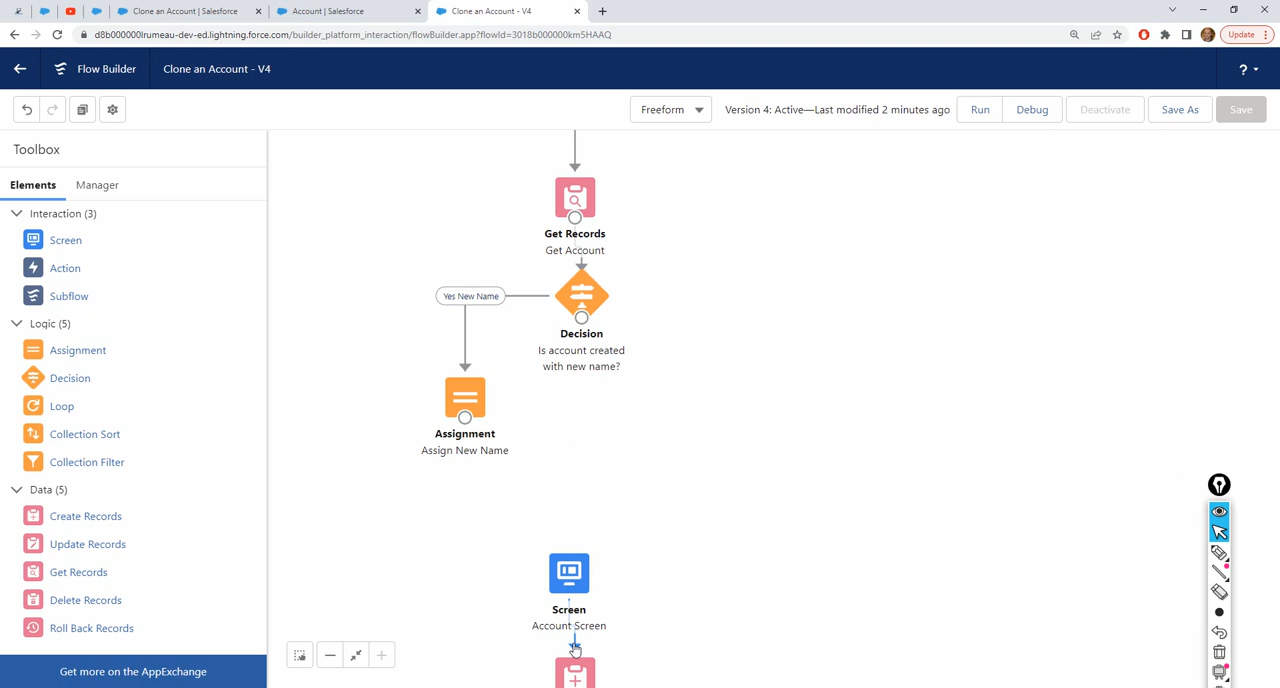 Clone an Account | Salesforce
Account | Salesforce
Clone an Account - V4
d8b000000lrumeau-dev-ed.lightning.force.com/builder_platform_interaction/flowBuilder.app?flowId=3018b000000km5HAAQ
Update
Flow Builder
Clone an Account - V4
?
Freeform
Version 4: Active—Last modified 2 minutes ago
Run
Debug
Deactivate
Save As
Save
Toolbox
Elements
Manager
Interaction (3)
Screen
Action
Subflow
Logic (5)
Assignment
Decision
Loop
Collection Sort
Collection Filter
Data (5)
Create Records
Update Records
Get Records
Delete Records
Roll Back Records
Get more on the AppExchange
Get Records
Get Account
Yes New Name
Decision
Is account created
with new name?
Assignment
Assign New Name
Screen
Account Screen